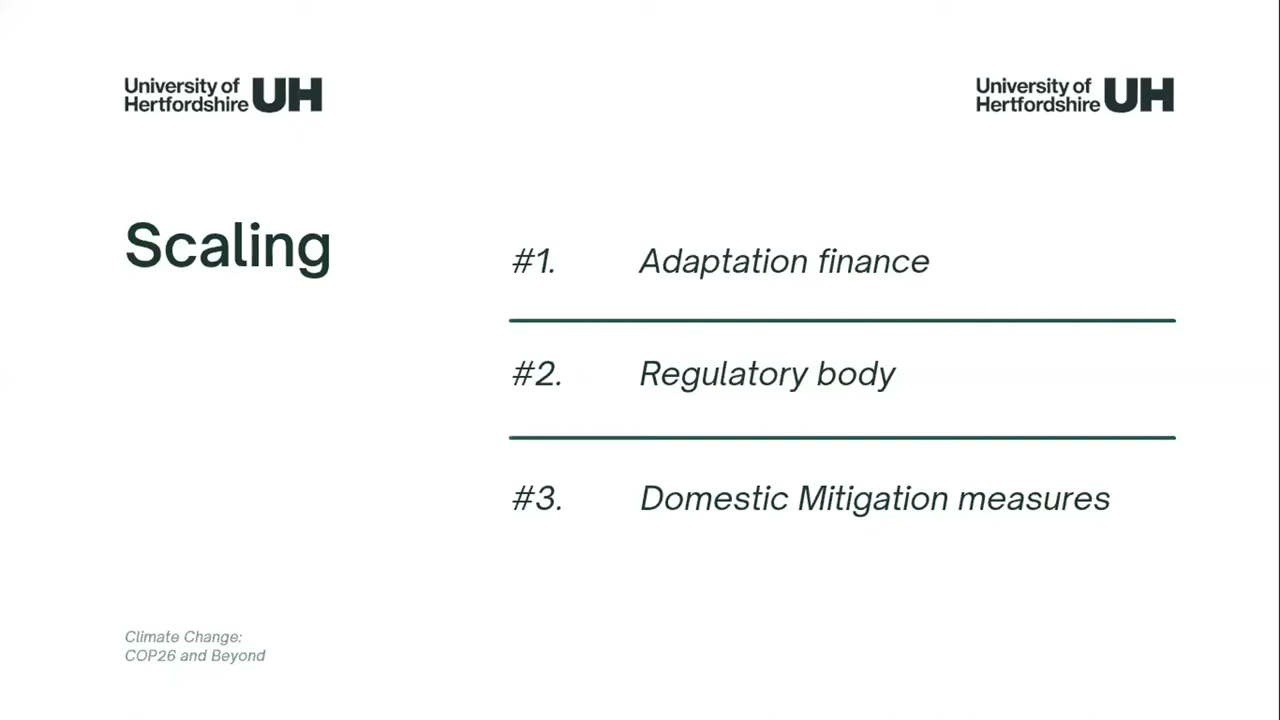 University of
Hertfordshire UH
University of
Hertfordshire UH
Scaling
#1. Adaptation finance
#2. Regulatory body
#3. Domestic Mitigation measures
Climate Change:
COP26 and Beyond